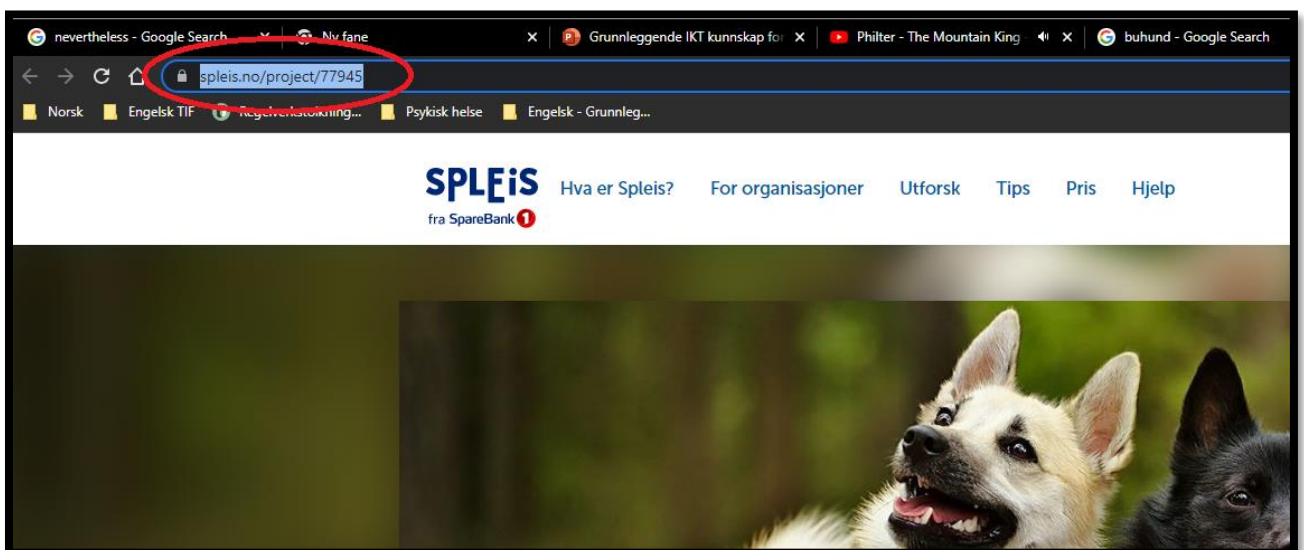 nevertheless - Google Search
Ny fane
Grunnleggende IKT kunnskap for
Philter - The Mountain King -
buhund - Google Search
spleis.no/project/77945
Norsk
Engelsk TIF
Regelverkstolkning...
Psykisk helse
Engelsk - Grunnleg...
SPLEiS
fra SpareBank 1
Hva er Spleis?
For organisasjoner
Utforsk
Tips
Pris
Hjelp